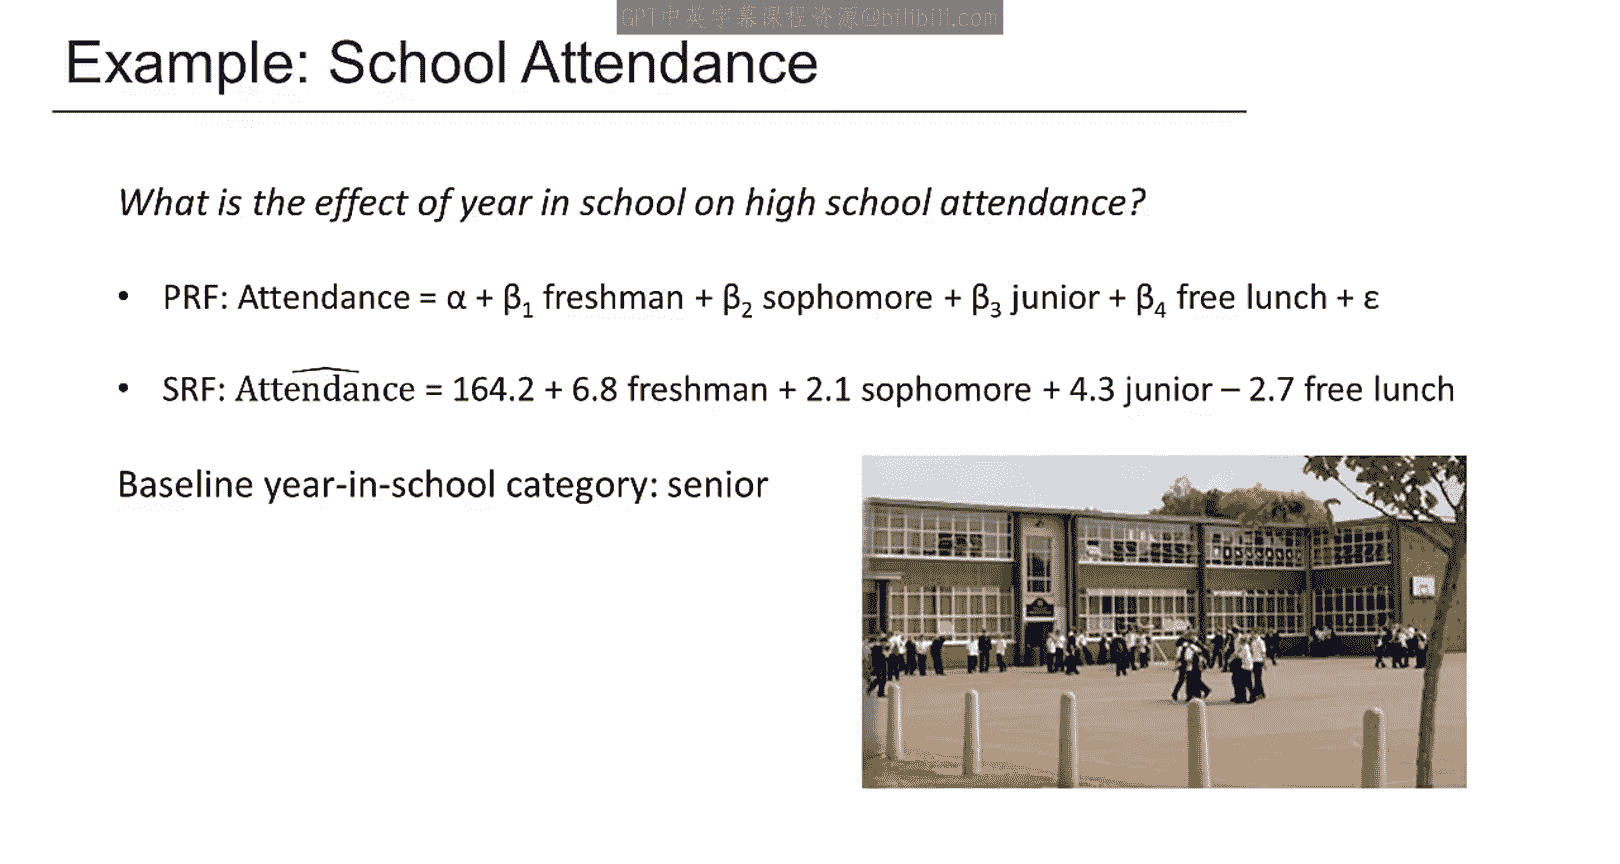 GPT中英字幕课程资源@bilibili.com
Example: School Attendance
What is the effect of year in school on high school attendance?
• PRF: Attendance = α + β₁ freshman + β₂ sophomore + β₃ junior + β₄ free lunch + ε
• SRF: Attendance = 164.2 + 6.8 freshman + 2.1 sophomore + 4.3 junior – 2.7 free lunch
Baseline year-in-school category: senior